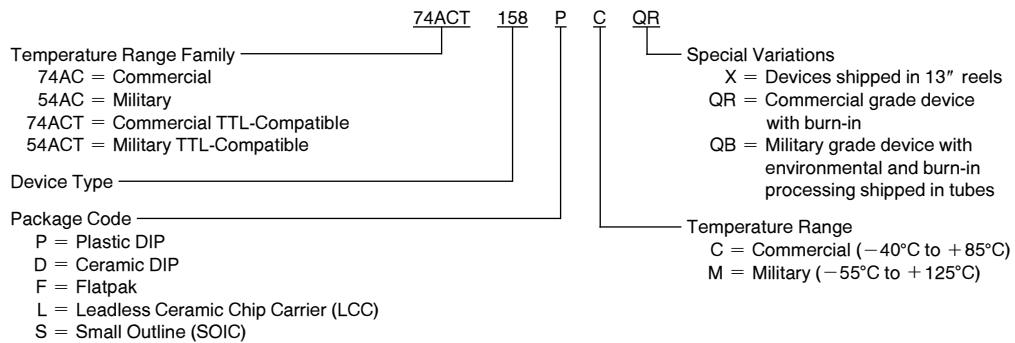 74ACT 158 P C QR
Temperature Range Family
74AC = Commercial
54AC = Military
74ACT = Commercial TTL-Compatible
54ACT = Military TTL-Compatible
Device Type
Package Code
P = Plastic DIP
D = Ceramic DIP
F = Flatpak
L = Leadless Ceramic Chip Carrier (LCC)
S = Small Outline (SOIC)
Special Variations
X = Devices shipped in 13″ reels
QR = Commercial grade device
with burn-in
QB = Military grade device with
environmental and burn-in
processing shipped in tubes
Temperature Range
C = Commercial (−40°C to +85°C)
M = Military (−55°C to +125°C)